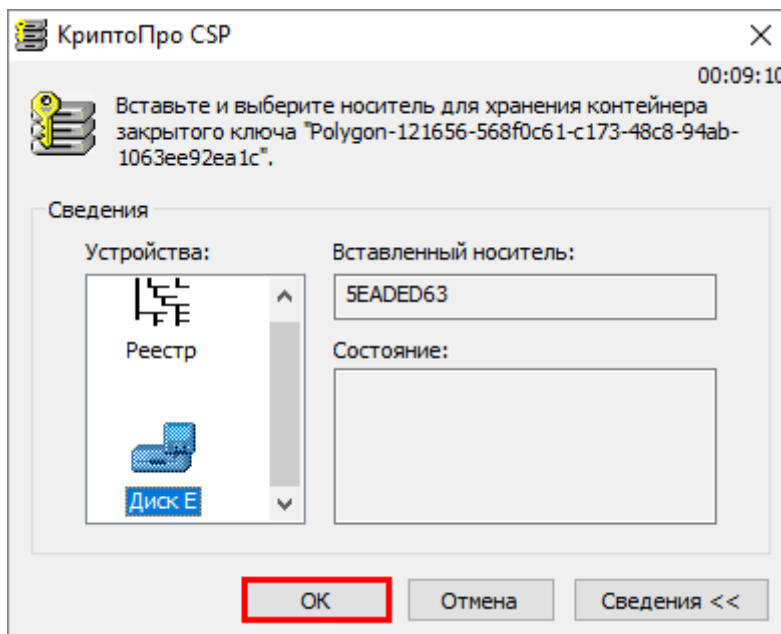 КриптоПро CSP
00:09:10
Вставьте и выберите носитель для хранения контейнера
закрытого ключа "Polygon-121656-568f0c61-c173-48c8-94ab-
1063ee92ea1c".
Сведения
Устройства:
Вставленный носитель:
5EADED63
Реестр
Состояние:
Диск E
ОК
Отмена
Сведения <<